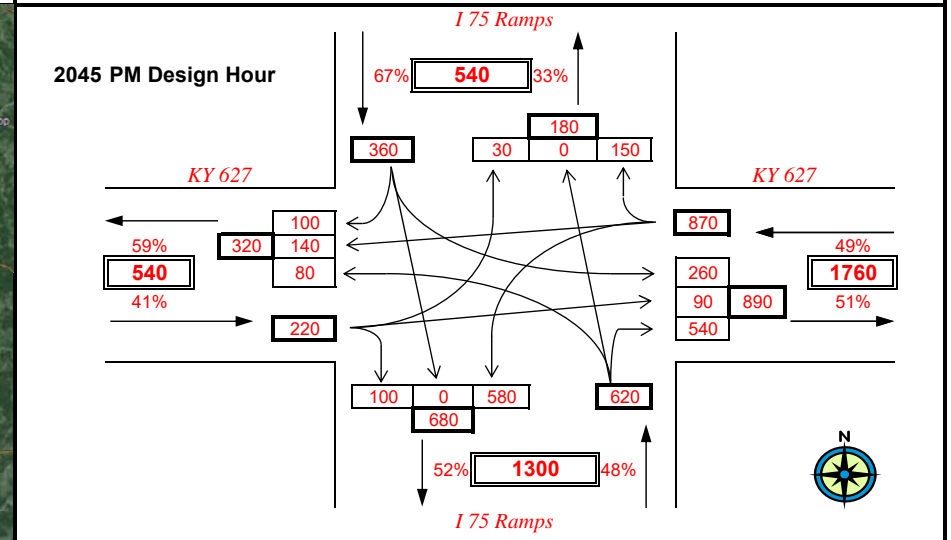 I 75 Ramps
2045 PM Design Hour
67% 540 33%
180
360 30 0 150
KY 627 KY 627
100 870
59% 320 140 49%
540 80 260 1760
41% 90 890 51%
220 540
100 0 580 620
680
N
52% 1300 48%
I 75 Ramps